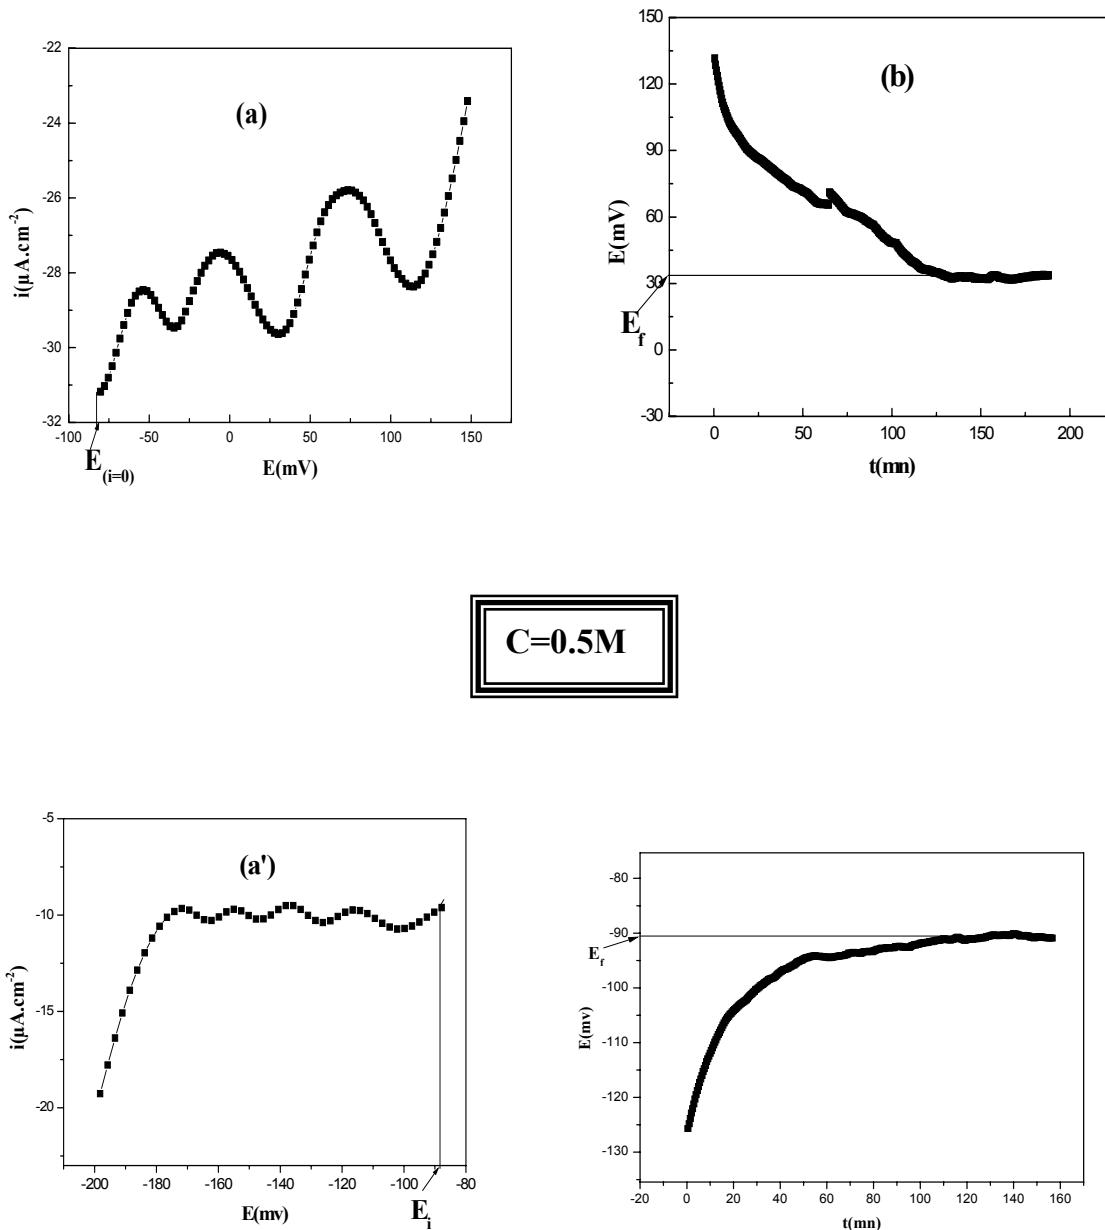 (a)
i(µA.cm-2)
-22
-24
-26
-28
-30
-32
-100 -50 0 50 100 150
E(i=0)
E(mV)
(b)
E(mV)
150
120
90
60
30
0
-30
Ef
0 50 100 150 200
t(mn)
C=0.5M
(a')
i(µA.cm-2)
-5
-10
-15
-20
-200 -180 -160 -140 -120 -100 -80
E(mv)
Ei
E(mv)
-80
-90
-100
-110
-120
-130
Ef
-20 0 20 40 60 80 100 120 140 160
t(mn)